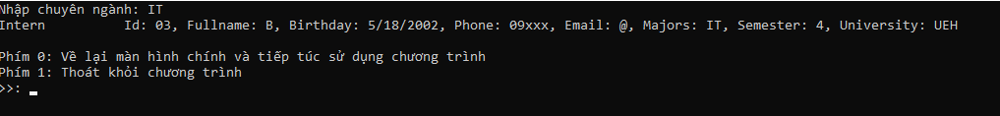 Nhập chuyên ngành: IT
Intern          Id: 03, Fullname: B, Birthday: 5/18/2002, Phone: 09xxx, Email: @, Majors: IT, Semester: 4, University: UEH
Phím 0: Về lại màn hình chính và tiếp túc sử dụng chương trình
Phím 1: Thoát khỏi chương trình
>>: _